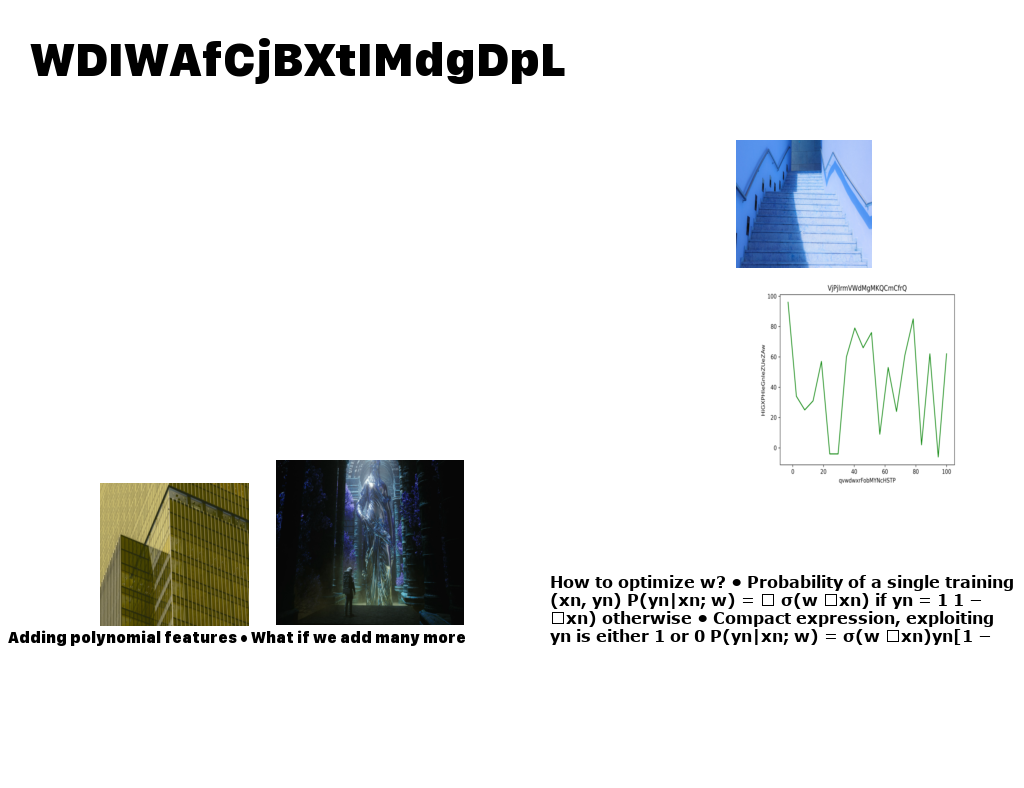 WDIWAfCjBXtIMdgDpL
VjPjlrmVWdMgMKQCmCfrQ
100
80
60
40
20
0
0 20 40 60 80 100
qvwdwxrFobMYNcHSTP
Adding polynomial features • What if we add many more
How to optimize w? • Probability of a single training
(xn, yn) P(yn|xn; w) = □ σ(w □xn) if yn = 1 1 −
□xn) otherwise • Compact expression, exploiting
yn is either 1 or 0 P(yn|xn; w) = σ(w □xn)yn[1 −